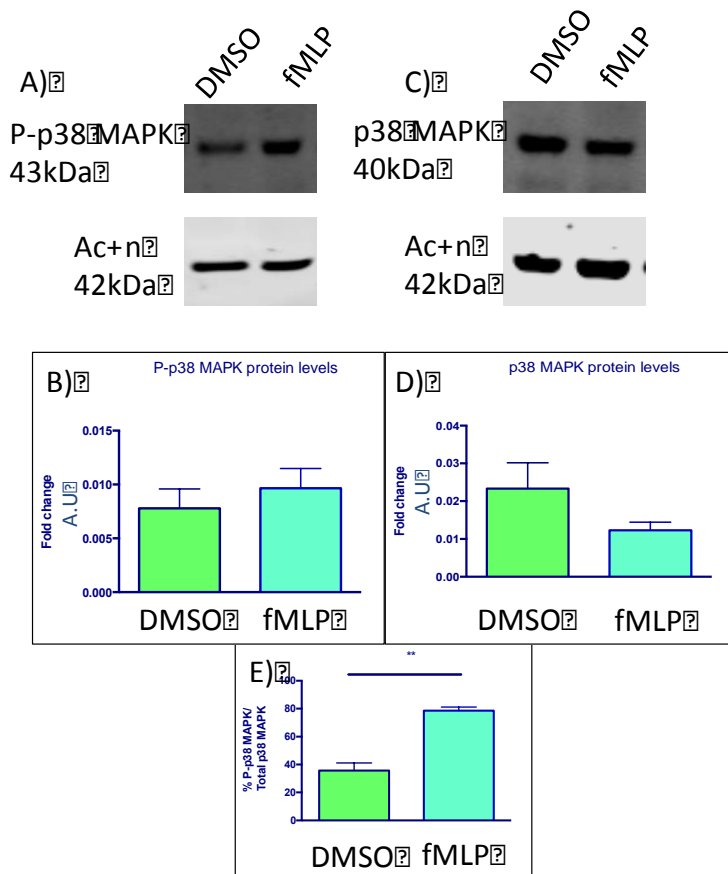 A)
DMSO
fMLP
P-p38 MAPK
43kDa
Ac+n
42kDa
C)
DMSO
fMLP
p38 MAPK
40kDa
Ac+n
42kDa
B)
P-p38 MAPK protein levels
Fold change
A.U
0.015
0.010
0.005
0.000
DMSO
fMLP
D)
p38 MAPK protein levels
Fold change
A.U
0.04
0.03
0.02
0.01
0.00
DMSO
fMLP
E)
**
% P-p38 MAPK/
Total p38 MAPK
100
80
60
40
20
0
DMSO
fMLP